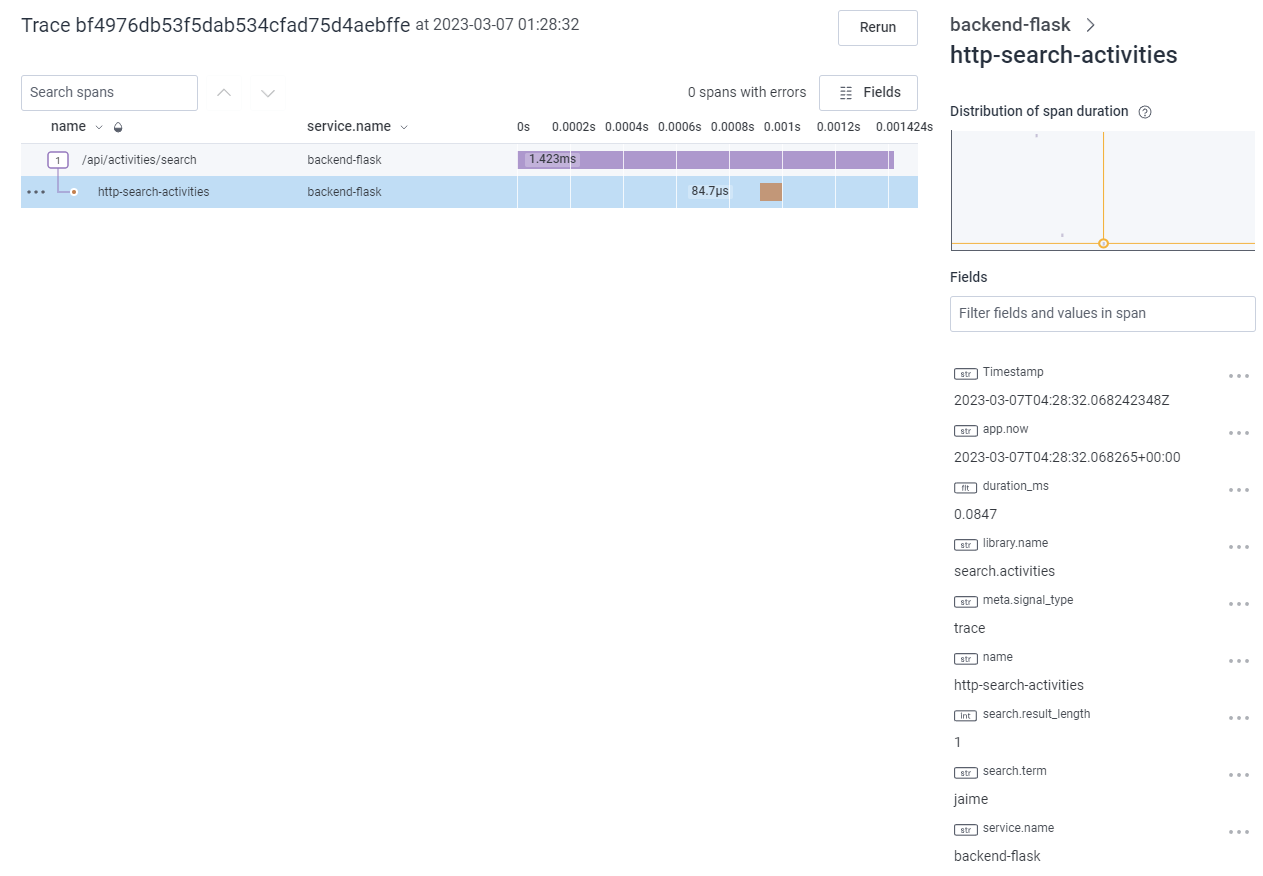 Trace bf4976db53f5dab534cfad75d4aebffe at 2023-03-07 01:28:32
Rerun
Search spans
0 spans with errors
Fields
name service.name 0s 0.0002s 0.0004s 0.0006s 0.0008s 0.001s 0.0012s 0.001424s
1 /api/activities/search backend-flask 1.423ms
http-search-activities backend-flask 84.7μs
backend-flask
http-search-activities
Distribution of span duration ?
Fields
Filter fields and values in span
str Timestamp
2023-03-07T04:28:32.068242348Z
str app.now
2023-03-07T04:28:32.068265+00:00
flt duration_ms
0.0847
str library.name
search.activities
str meta.signal_type
trace
str name
http-search-activities
int search.result_length
1
str search.term
jaime
str service.name
backend-flask